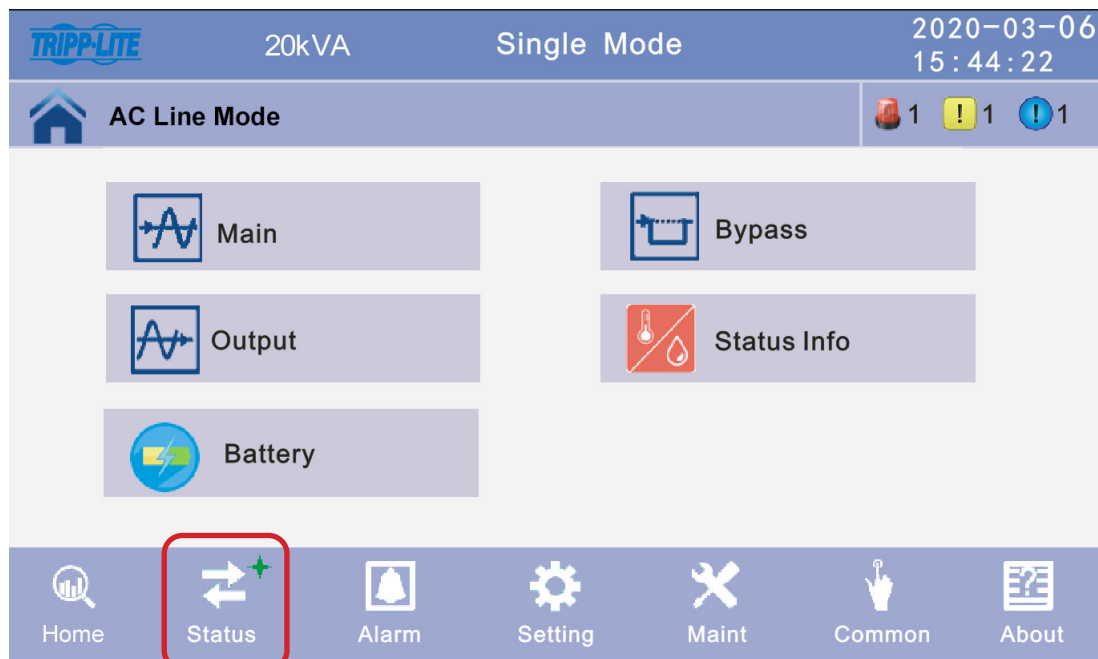 TRIPP·LITE 20kVA Single Mode 2020-03-06
15:44:22
AC Line Mode 1 ! 1 ! 1
Main Bypass
Output Status Info
Battery
Home Status Alarm Setting Maint Common About